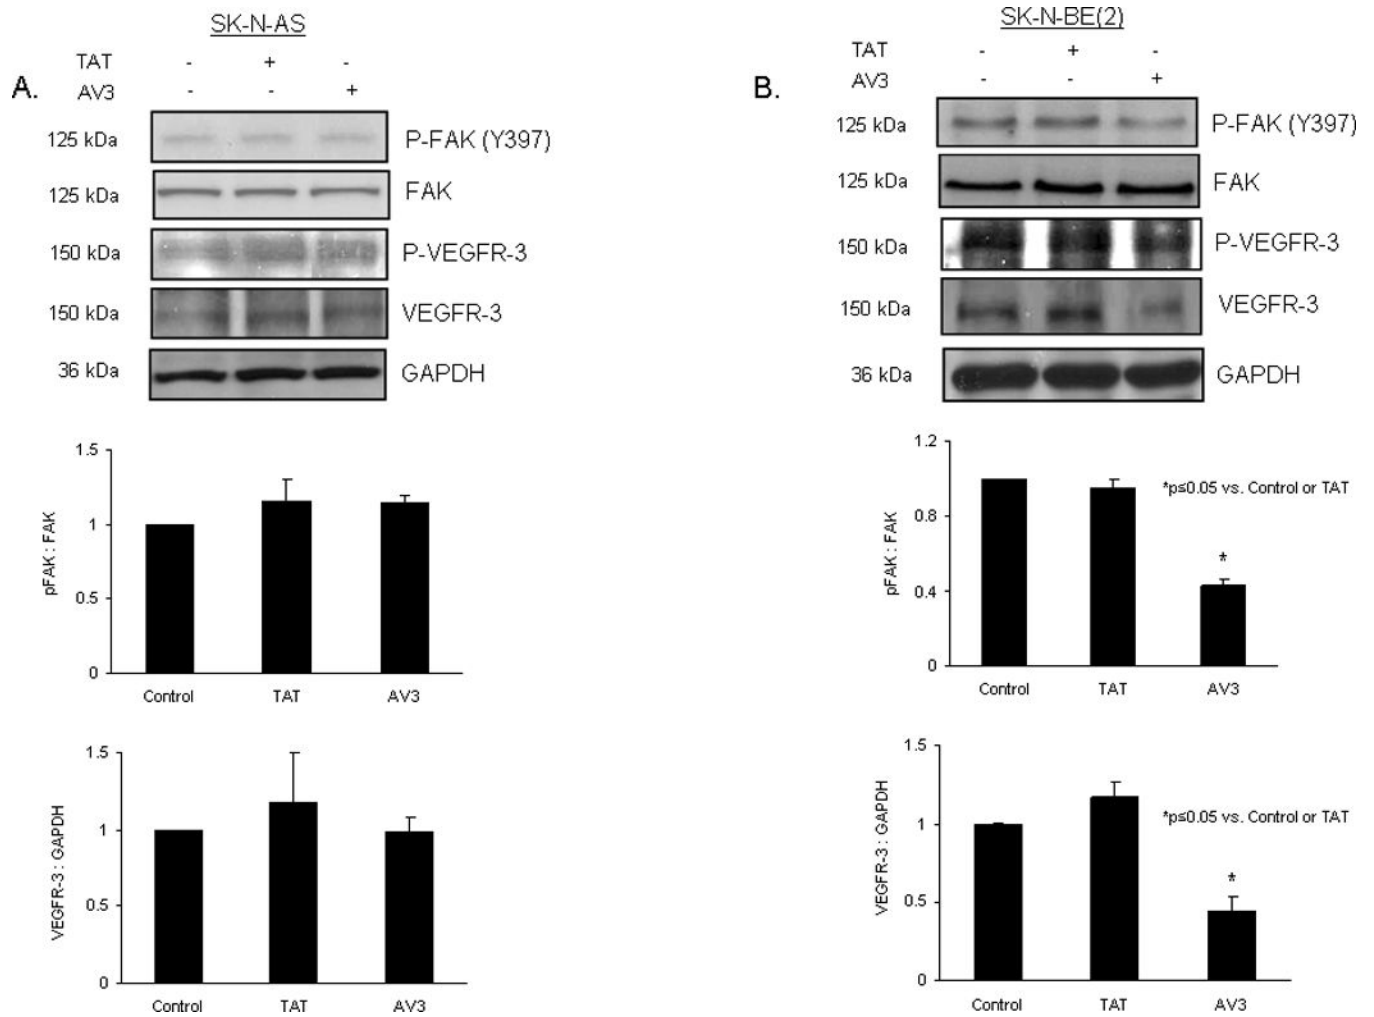 SK-N-AS
TAT - + -
A. AV3 - - +
125 kDa P-FAK (Y397)
125 kDa FAK
150 kDa P-VEGFR-3
150 kDa VEGFR-3
36 kDa GAPDH
1.5
1
0.5
0
pFAK : FAK
Control TAT AV3
1.5
1
0.5
0
VEGFR-3 : GAPDH
Control TAT AV3
SK-N-BE(2)
TAT - + -
B. AV3 - - +
125 kDa P-FAK (Y397)
125 kDa FAK
150 kDa P-VEGFR-3
150 kDa VEGFR-3
36 kDa GAPDH
1.2
0.8
0.4
0
pFAK : FAK
*p≤0.05 vs. Control or TAT
*
Control TAT AV3
1.5
1
0.5
0
VEGFR-3 : GAPDH
*p≤0.05 vs. Control or TAT
*
Control TAT AV3